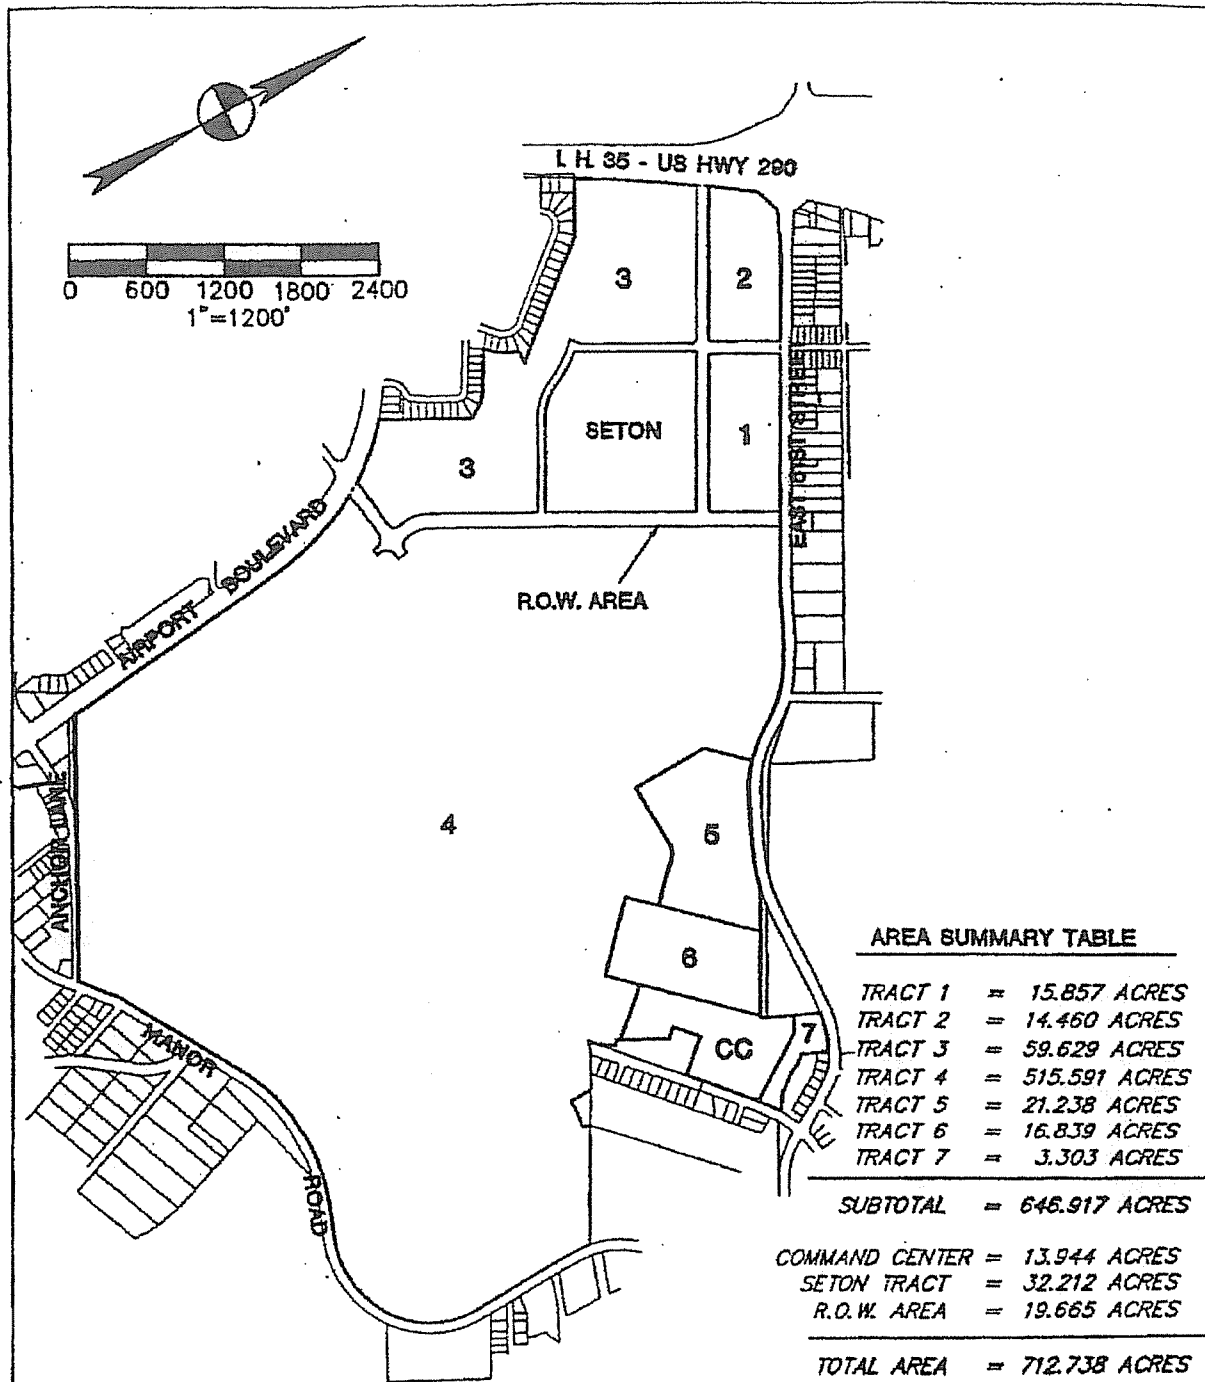 I. H. 35 - US HWY 290
0 600 1200 1800 2400
1"=1200'
3
2
SETON
1
3
EAST 51ST STREET
AIRPORT BOULEVARD
R.O.W. AREA
ANCHOR LANE
4
5
6
CC
7
MANOR ROAD
AREA SUMMARY TABLE
TRACT 1 = 15.857 ACRES
TRACT 2 = 14.460 ACRES
TRACT 3 = 59.629 ACRES
TRACT 4 = 515.591 ACRES
TRACT 5 = 21.238 ACRES
TRACT 6 = 16.839 ACRES
TRACT 7 = 3.303 ACRES
SUBTOTAL = 646.917 ACRES
COMMAND CENTER = 13.944 ACRES
SETON TRACT = 32.212 ACRES
R.O.W. AREA = 19.665 ACRES
TOTAL AREA = 712.738 ACRES